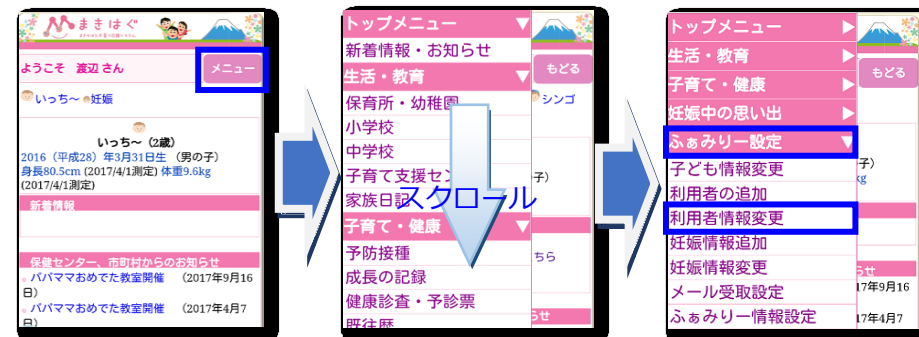 まきはぐ
ようこそ 渡辺 さん
メニュー
いっち～ 妊娠
いっち～ （2歳）
2016（平成28）年3月31日生 （男の子）
身長80.5cm (2017/4/1測定) 体重9.6kg
(2017/4/1測定)
新着情報
保健センター、市町村からのお知らせ
パパママおめでた教室開催 （2017年9月16
日）
パパママおめでた教室開催 （2017年4月7
日）
トップメニュー ▼
新着情報・お知らせ
生活・教育 ▼
保育所・幼稚園
小学校
中学校
子育て支援セン
家族日記
子育て・健康 ▼
予防接種
成長の記録
健康診査・予診票
既往歴
スクロール
もどる
シンゴ
子）
ちら
らせ
トップメニュー ▶
生活・教育 ▶
子育て・健康 ▶
妊娠中の思い出 ▶
ふぁみりー設定 ▼
子ども情報変更
利用者の追加
利用者情報変更
妊娠情報追加
妊娠情報変更
メール受取設定
ふぁみりー情報設定
もどる
子）
kg
らせ
17年9月16
17年4月7